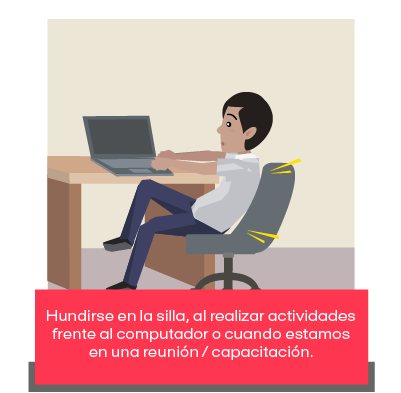 Hundirse en la silla, al realizar actividades
frente al computador o cuando estamos
en una reunión / capacitación.